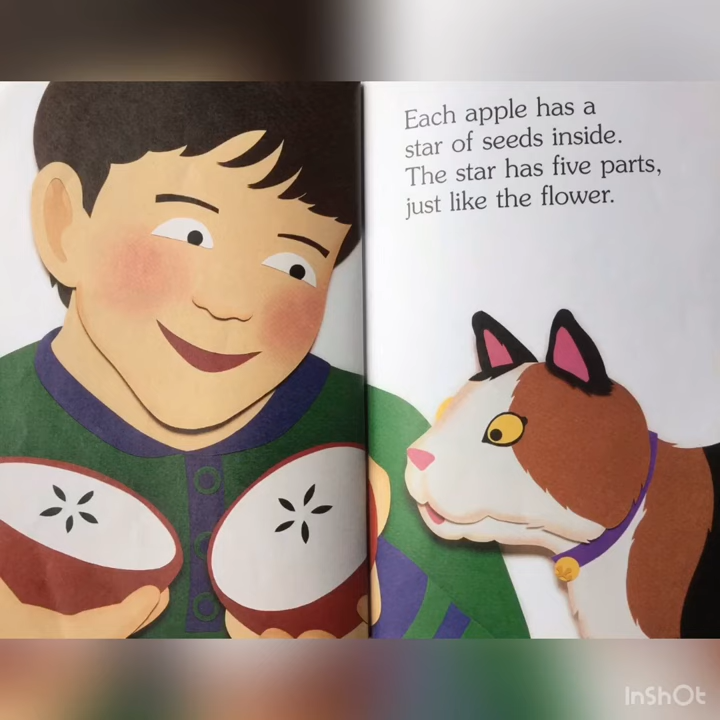 Each apple has a
star of seeds inside.
The star has five parts,
just like the flower.
InShOt